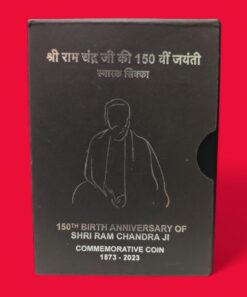 श्री राम चंद्र जी की 150 वीं जयंती
स्मारक सिक्का
150TH BIRTH ANNIVERSARY OF
SHRI RAM CHANDRA JI
COMMEMORATIVE COIN
1873 - 2023